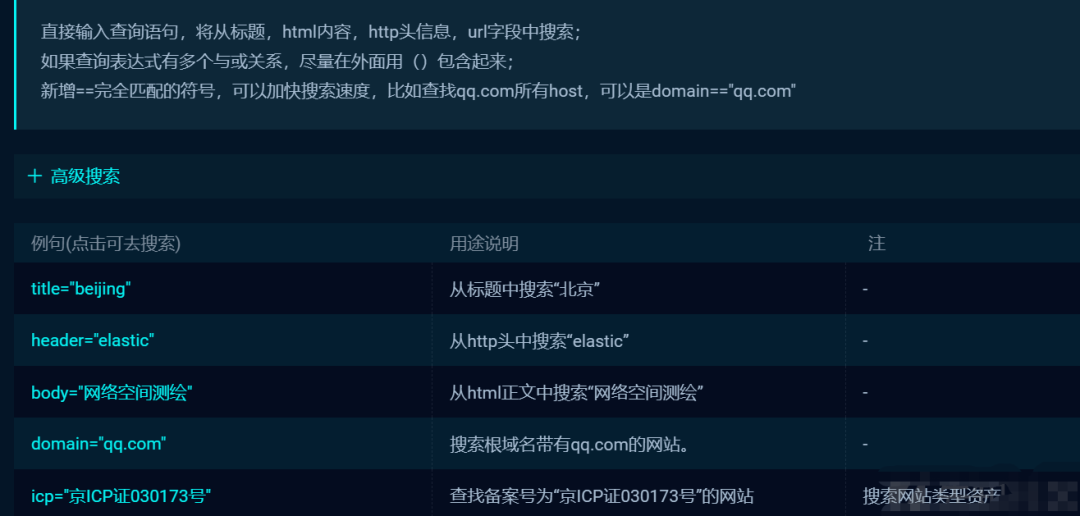 直接输入查询语句，将从标题，html内容，http头信息，url字段中搜索；
如果查询表达式有多个与或关系，尽量在外面用（）包含起来；
新增==完全匹配的符号，可以加快搜索速度，比如查找qq.com所有host，可以是domain=="qq.com"
＋ 高级搜索
例句(点击可去搜索) 用途说明 注
title="beijing" 从标题中搜索“北京” -
header="elastic" 从http头中搜索“elastic” -
body="网络空间测绘" 从html正文中搜索“网络空间测绘” -
domain="qq.com" 搜索根域名带有qq.com的网站。 -
icp="京ICP证030173号" 查找备案号为“京ICP证030173号”的网站 搜索网站类型资产